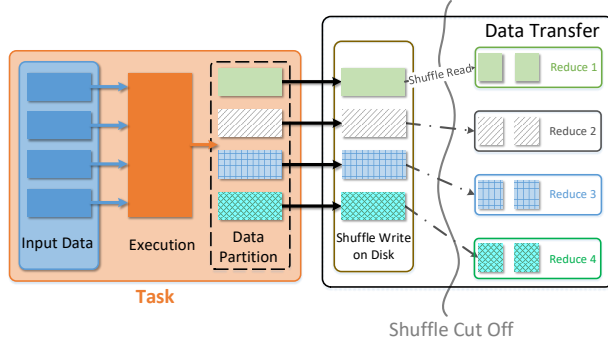 Data Transfer
Shuffle Read
Reduce 1
Reduce 2
Reduce 3
Reduce 4
Input Data
Execution
Data
Partition
Shuffle Write
on Disk
Task
Shuffle Cut Off